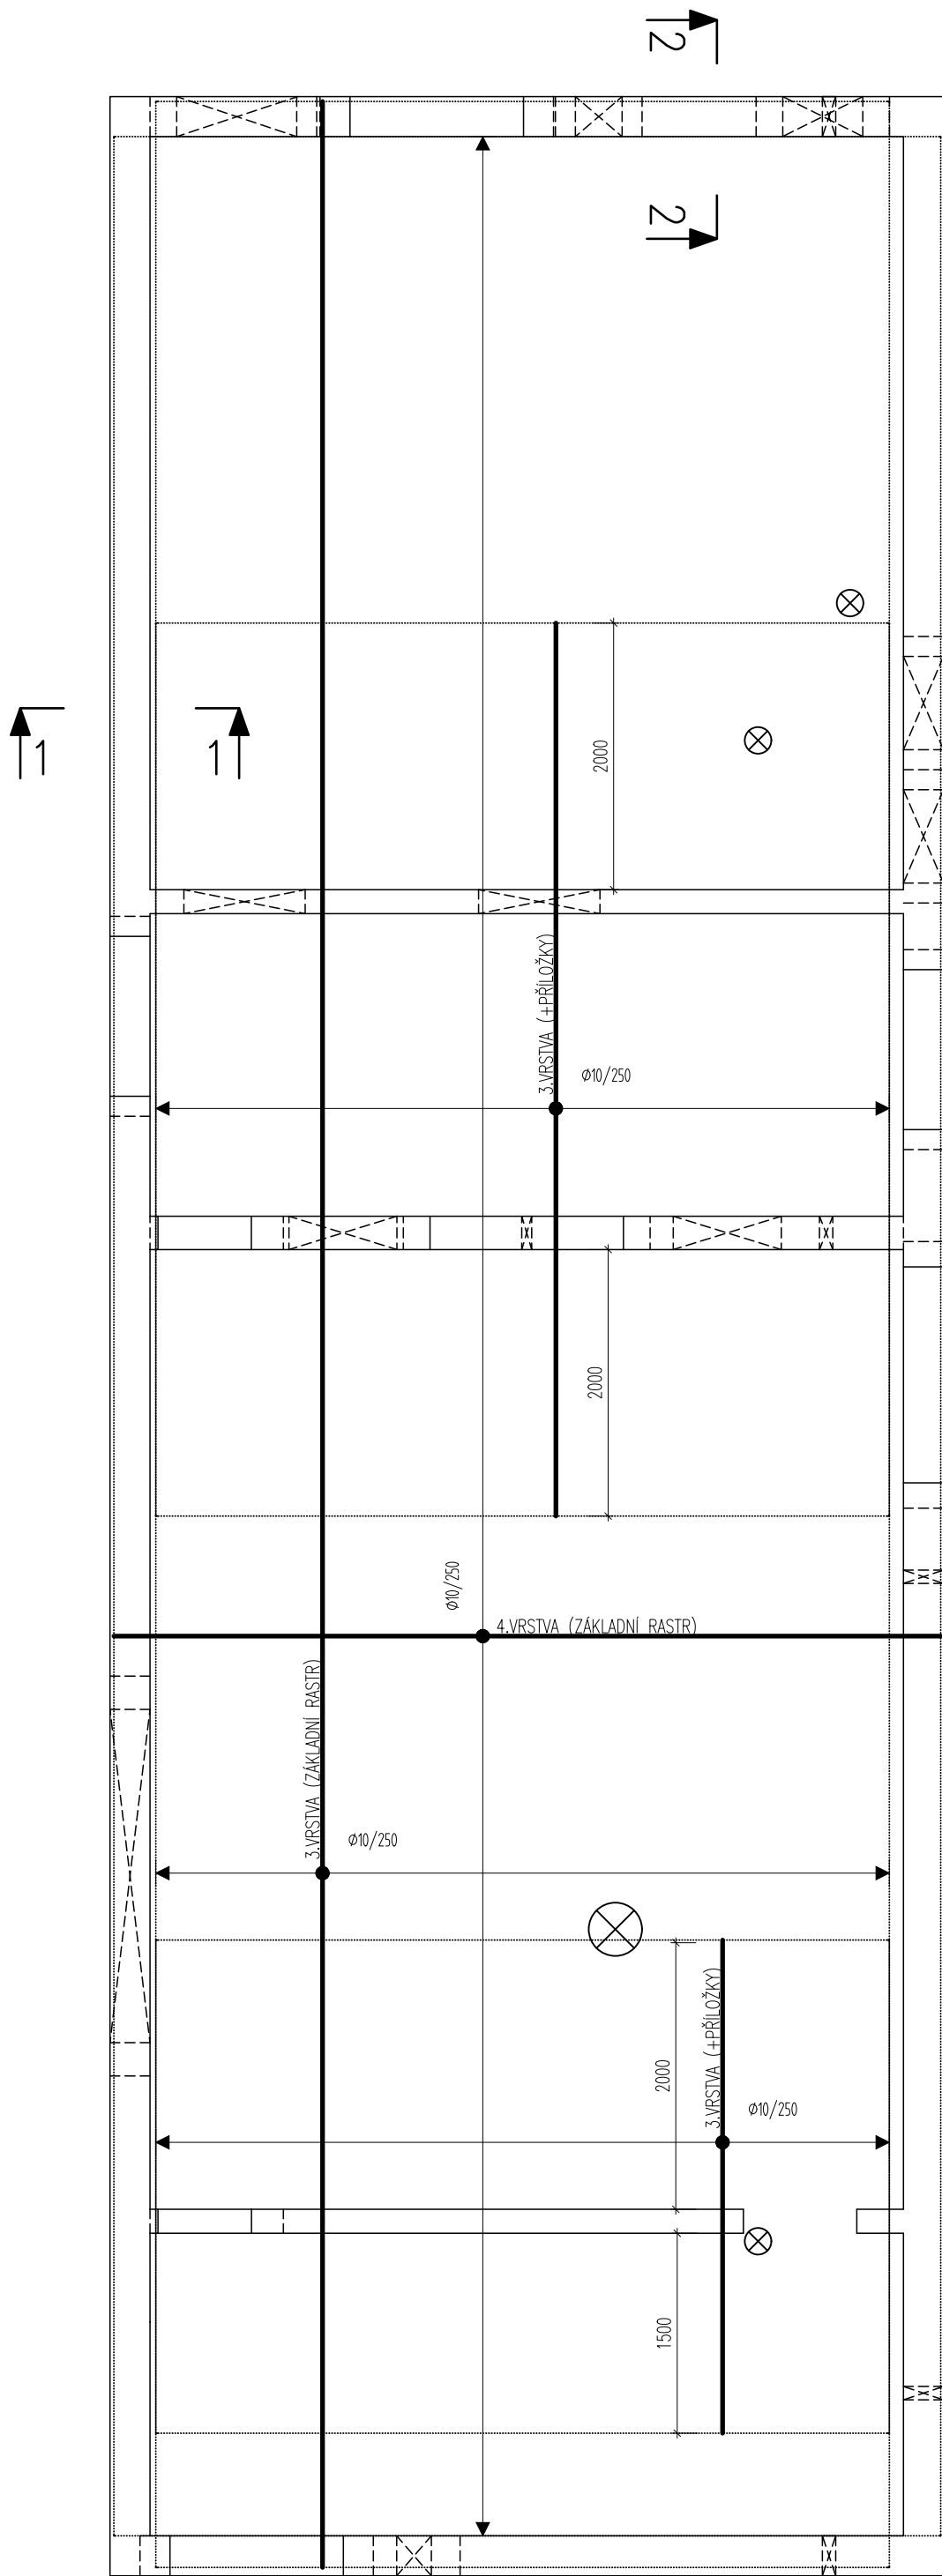 2
2
1
1
2000
3.VRSTVA (+PŘÍLOŽKY)
Ø10/250
2000
Ø10/250
4.VRSTVA (ZÁKLADNÍ RASTR)
3.VRSTVA (ZÁKLADNÍ RASTR)
Ø10/250
2000
3.VRSTVA (+PŘÍLOŽKY)
Ø10/250
1500